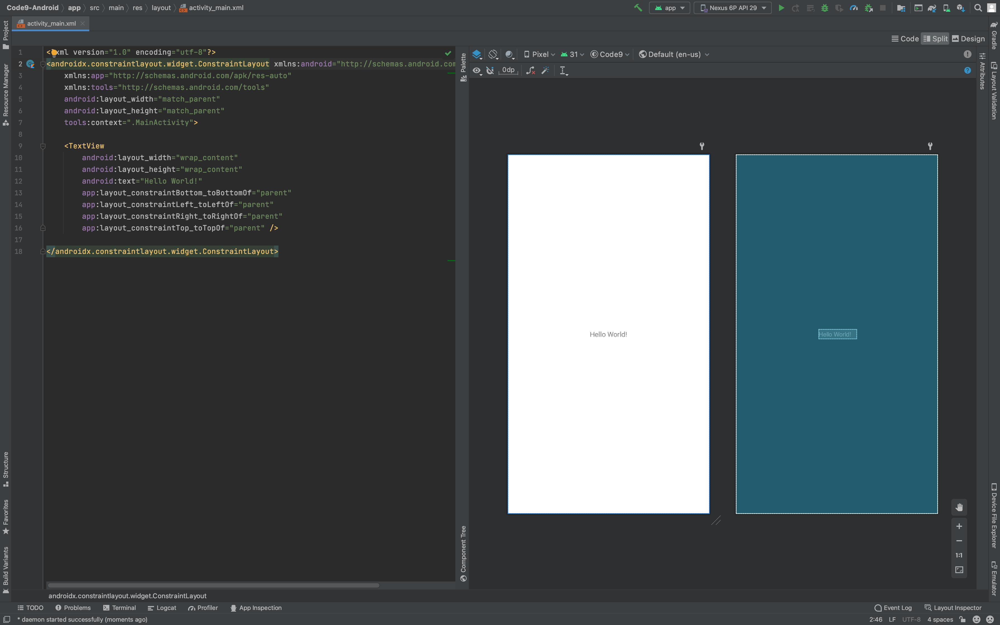 Code9-Android app src main res layout activity_main.xml
app Nexus 6P API 29
activity_main.xml
Code Split Design
Project
Resource Manager
Structure
Favorites
Build Variants
1 <?xml version="1.0" encoding="utf-8"?>
2 <androidx.constraintlayout.widget.ConstraintLayout xmlns:android="http://schemas.android.com
3 xmlns:app="http://schemas.android.com/apk/res-auto"
4 xmlns:tools="http://schemas.android.com/tools"
5 android:layout_width="match_parent"
6 android:layout_height="match_parent"
7 tools:context=".MainActivity">
8
9 <TextView
10 android:layout_width="wrap_content"
11 android:layout_height="wrap_content"
12 android:text="Hello World!"
13 app:layout_constraintBottom_toBottomOf="parent"
14 app:layout_constraintLeft_toLeftOf="parent"
15 app:layout_constraintRight_toRightOf="parent"
16 app:layout_constraintTop_toTopOf="parent" />
17
18 </androidx.constraintlayout.widget.ConstraintLayout>
Palette
Component Tree
Pixel 31 Code9 Default (en-us)
0dp
Hello World!
Hello World!
1:1
Attributes
Gradle
Layout Validation
Device File Explorer
Emulator
androidx.constraintlayout.widget.ConstraintLayout
TODO Problems Terminal Logcat Profiler App Inspection Event Log Layout Inspector
* daemon started successfully (moments ago) 2:46 LF UTF-8 4 spaces